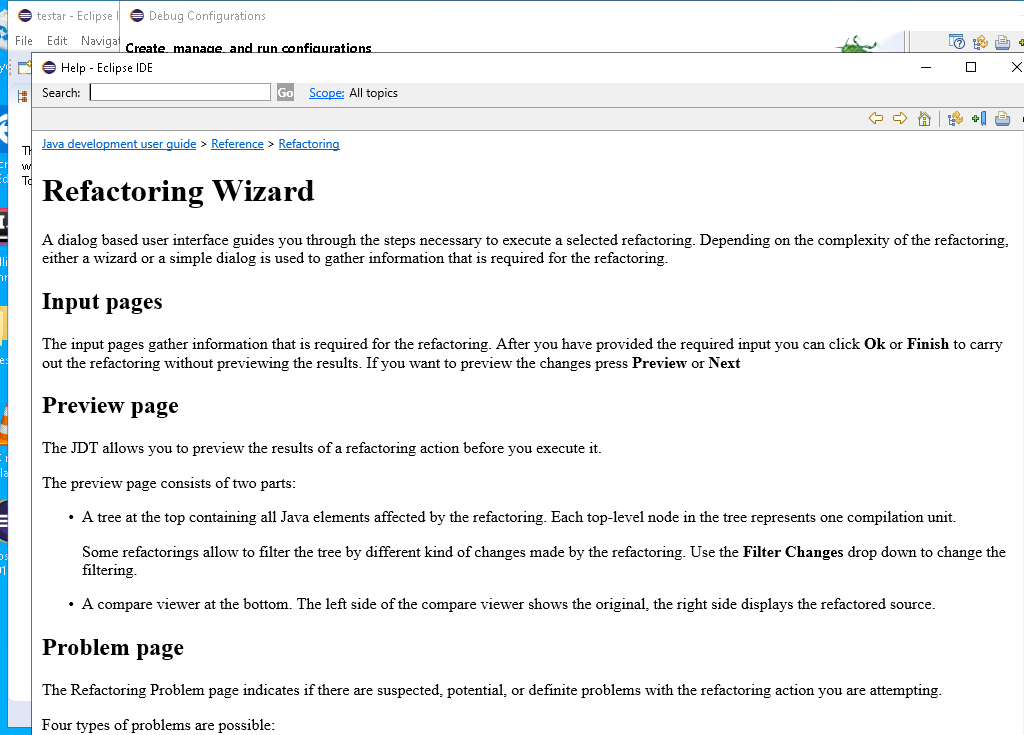 testar - Eclipse I
Debug Configurations
File Edit Navigat
Create, manage, and run configurations
Help - Eclipse IDE
Search:
Go
Scope: All topics
Java development user guide > Reference > Refactoring
Refactoring Wizard
A dialog based user interface guides you through the steps necessary to execute a selected refactoring. Depending on the complexity of the refactoring,
either a wizard or a simple dialog is used to gather information that is required for the refactoring.
Input pages
The input pages gather information that is required for the refactoring. After you have provided the required input you can click Ok or Finish to carry
out the refactoring without previewing the results. If you want to preview the changes press Preview or Next
Preview page
The JDT allows you to preview the results of a refactoring action before you execute it.
The preview page consists of two parts:
• A tree at the top containing all Java elements affected by the refactoring. Each top-level node in the tree represents one compilation unit.
Some refactorings allow to filter the tree by different kind of changes made by the refactoring. Use the Filter Changes drop down to change the
filtering.
• A compare viewer at the bottom. The left side of the compare viewer shows the original, the right side displays the refactored source.
Problem page
The Refactoring Problem page indicates if there are suspected, potential, or definite problems with the refactoring action you are attempting.
Four types of problems are possible: